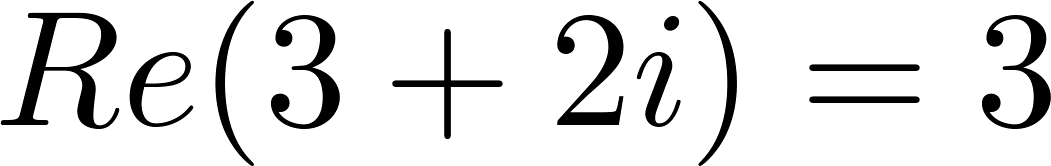 Re(3 + 2i) = 3